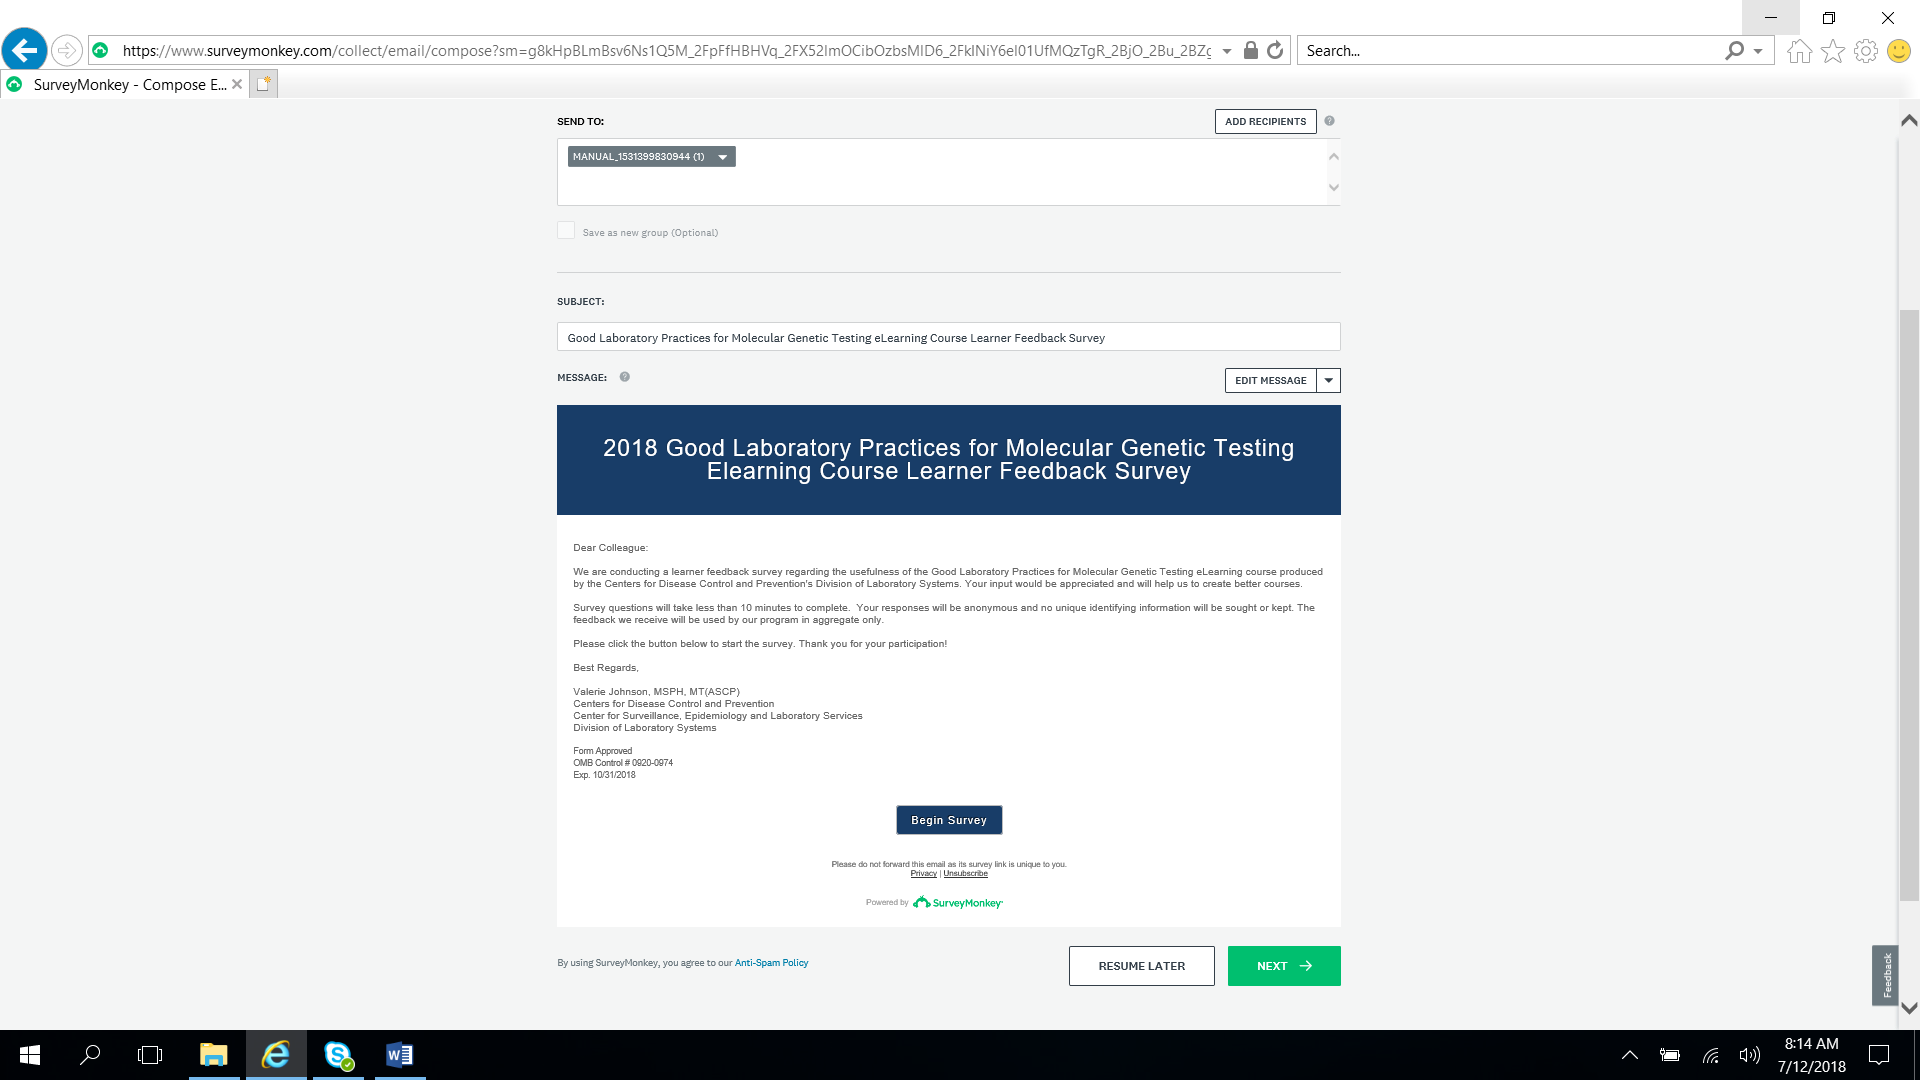 https://www.surveymonkey.com/collect/email/compose?sm=
Search...
SurveyMonkey - Compose E...
SEND TO:
ADD RECIPIENTS
MANUAL_1531399830944 (1)
Save as new group (Optional)
SUBJECT:
Good Laboratory Practices for Molecular Genetic Testing eLearning Course Learner Feedback Survey
MESSAGE:
EDIT MESSAGE
2018 Good Laboratory Practices for Molecular Genetic Testing
Elearning Course Learner Feedback Survey
Dear Colleague:
We are conducting a learner feedback survey regarding the usefulness of the Good Laboratory Practices for Molecular Genetic Testing eLearning course produced
by the Centers for Disease Control and Prevention's Division of Laboratory Systems. Your input would be appreciated and will help us to create better courses.
Survey questions will take less than 10 minutes to complete.  Your responses will be anonymous and no unique identifying information will be sought or kept. The
feedback we receive will be used by our program in aggregate only.
Please click the button below to start the survey. Thank you for your participation!
Best Regards,
Valerie Johnson, MSPH, MT(ASCP)
Centers for Disease Control and Prevention
Center for Surveillance, Epidemiology and Laboratory Services
Division of Laboratory Systems
Form Approved
OMB Control # 0920-0974
Exp. 10/31/2018
Begin Survey
Please do not forward this email as its survey link is unique to you.
Privacy | Unsubscribe
Powered by SurveyMonkey
By using SurveyMonkey, you agree to our Anti-Spam Policy
RESUME LATER
NEXT
Feedback
8:14 AM
7/12/2018